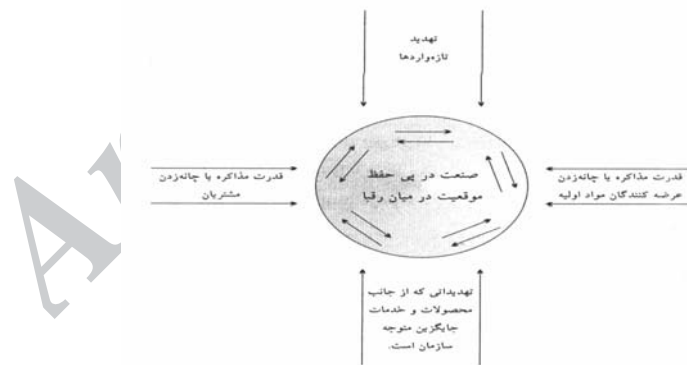 تهدید
تازه‌واردها
قدرت مذاکره یا چانه‌زدن
عرضه کنندگان مواد اولیه
صنعت در پی حفظ
موقعیت در میان رقبا
قدرت مذاکره یا چانه‌زدن
مشتریان
تهدیداتی که از جانب
محصولات و خدمات
جایگزین متوجه
سازمان است.